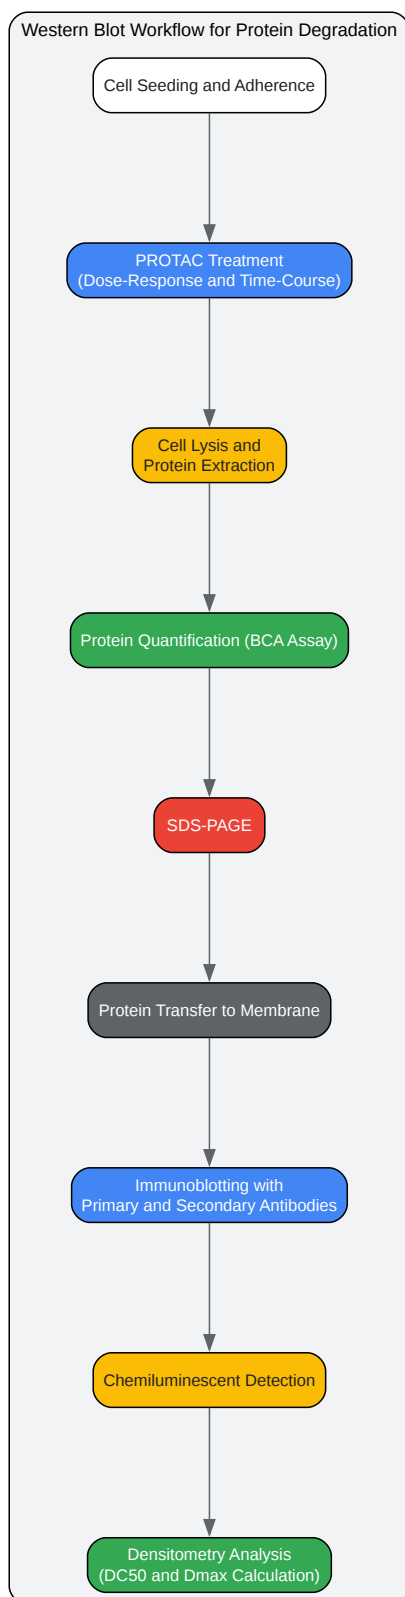 Western Blot Workflow for Protein Degradation
Cell Seeding and Adherence
PROTAC Treatment
(Dose-Response and Time-Course)
Cell Lysis and
Protein Extraction
Protein Quantification (BCA Assay)
SDS-PAGE
Protein Transfer to Membrane
Immunoblotting with
Primary and Secondary Antibodies
Chemiluminescent Detection
Densitometry Analysis
(DC50 and Dmax Calculation)